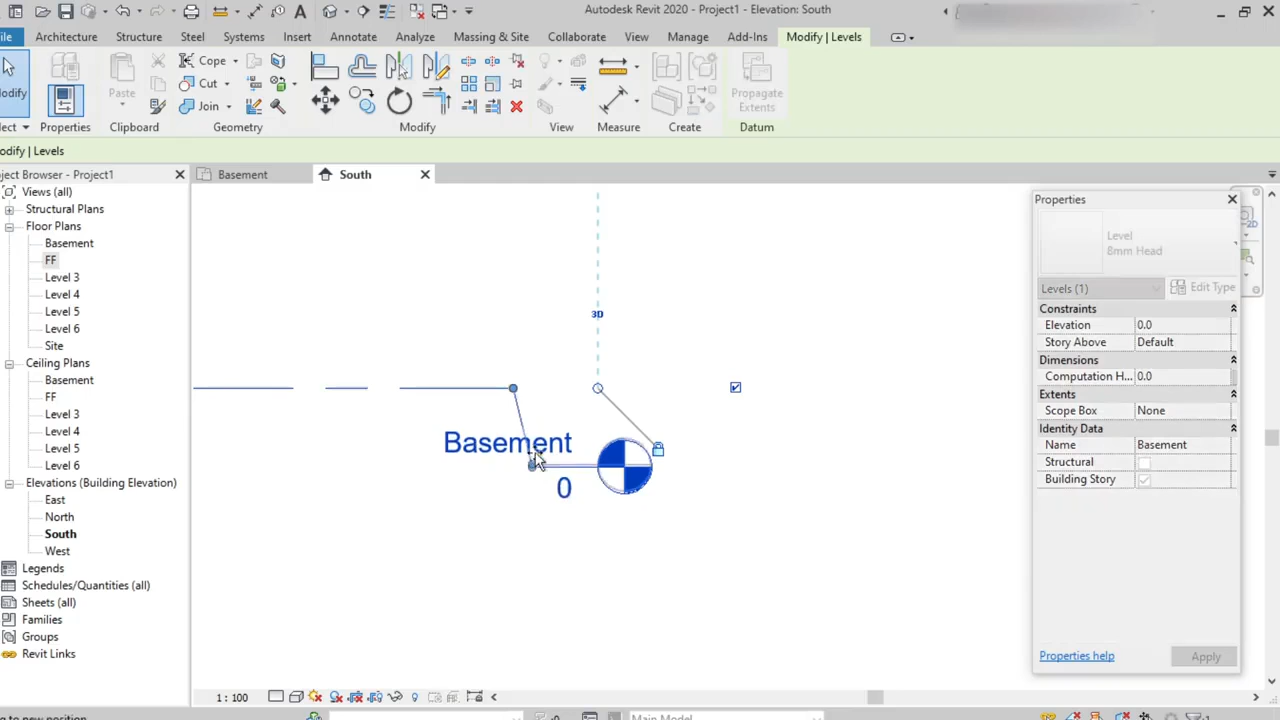 Autodesk Revit 2020 - Project1 - Elevation: South
Architecture Structure Steel Systems Insert Annotate Analyze Massing & Site Collaborate View Manage Add-Ins Modify | Levels
Cope
Cut
Join
Paste
Propagate
Extents
Properties Clipboard Geometry Modify View Measure Create Datum
Modify | Levels
Project Browser - Project1
Basement
South
Views (all)
Structural Plans
Floor Plans
Basement
FF
Level 3
Level 4
Level 5
Level 6
Site
Ceiling Plans
Basement
FF
Level 3
Level 4
Level 5
Level 6
Elevations (Building Elevation)
East
North
South
West
Legends
Schedules/Quantities (all)
Sheets (all)
Families
Groups
Revit Links
3D
Basement
0
Properties
Level
8mm Head
Levels (1)
Edit Type
Constraints
Elevation 0.0
Story Above Default
Dimensions
Computation H... 0.0
Extents
Scope Box None
Identity Data
Name Basement
Structural
Building Story
Properties help
Apply
1 : 100
to new position
Main Model